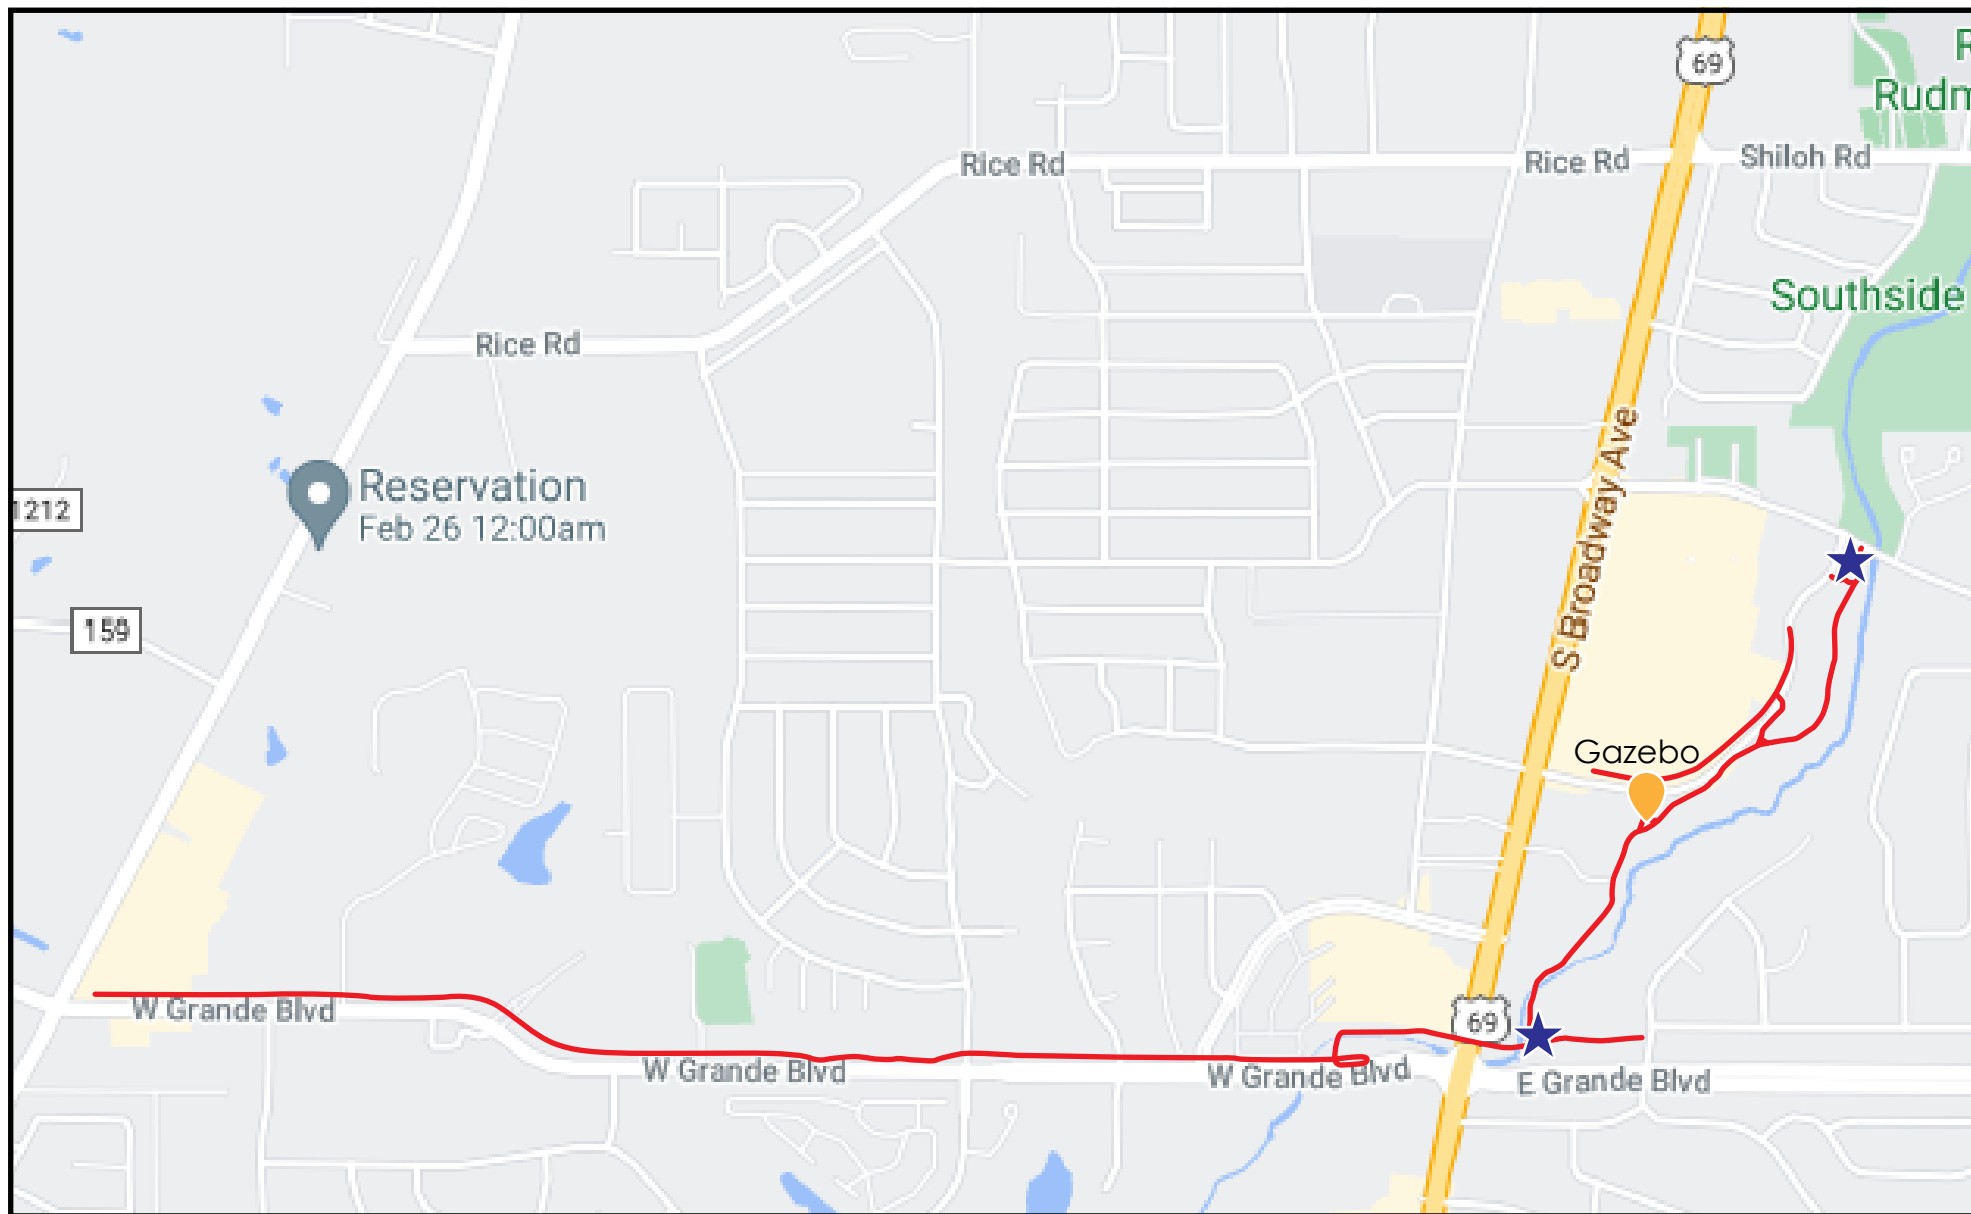 69
R
Rudm
Rice Rd
Rice Rd
Shiloh Rd
Southside
Rice Rd
S Broadway Ave
Reservation
Feb 26 12:00am
1212
159
Gazebo
W Grande Blvd
69
W Grande Blvd
W Grande Blvd
E Grande Blvd